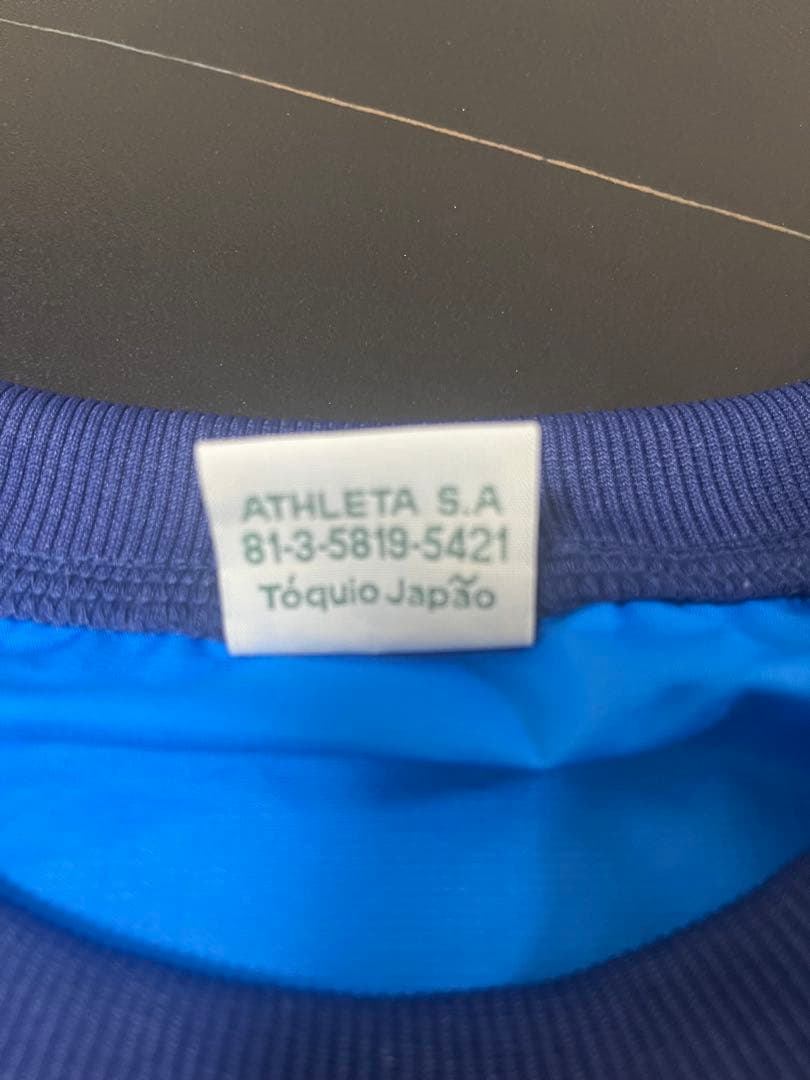 ATHLETA S.A
81-3-5819-5421
Tóquio Japão